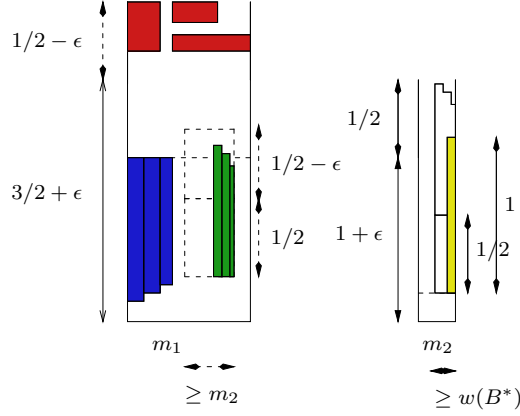 1/2 − ϵ
3/2 + ϵ
1/2 − ϵ
1/2
m₁
≥ m₂
1/2
1 + ϵ
1
1/2
m₂
≥ w(B*)